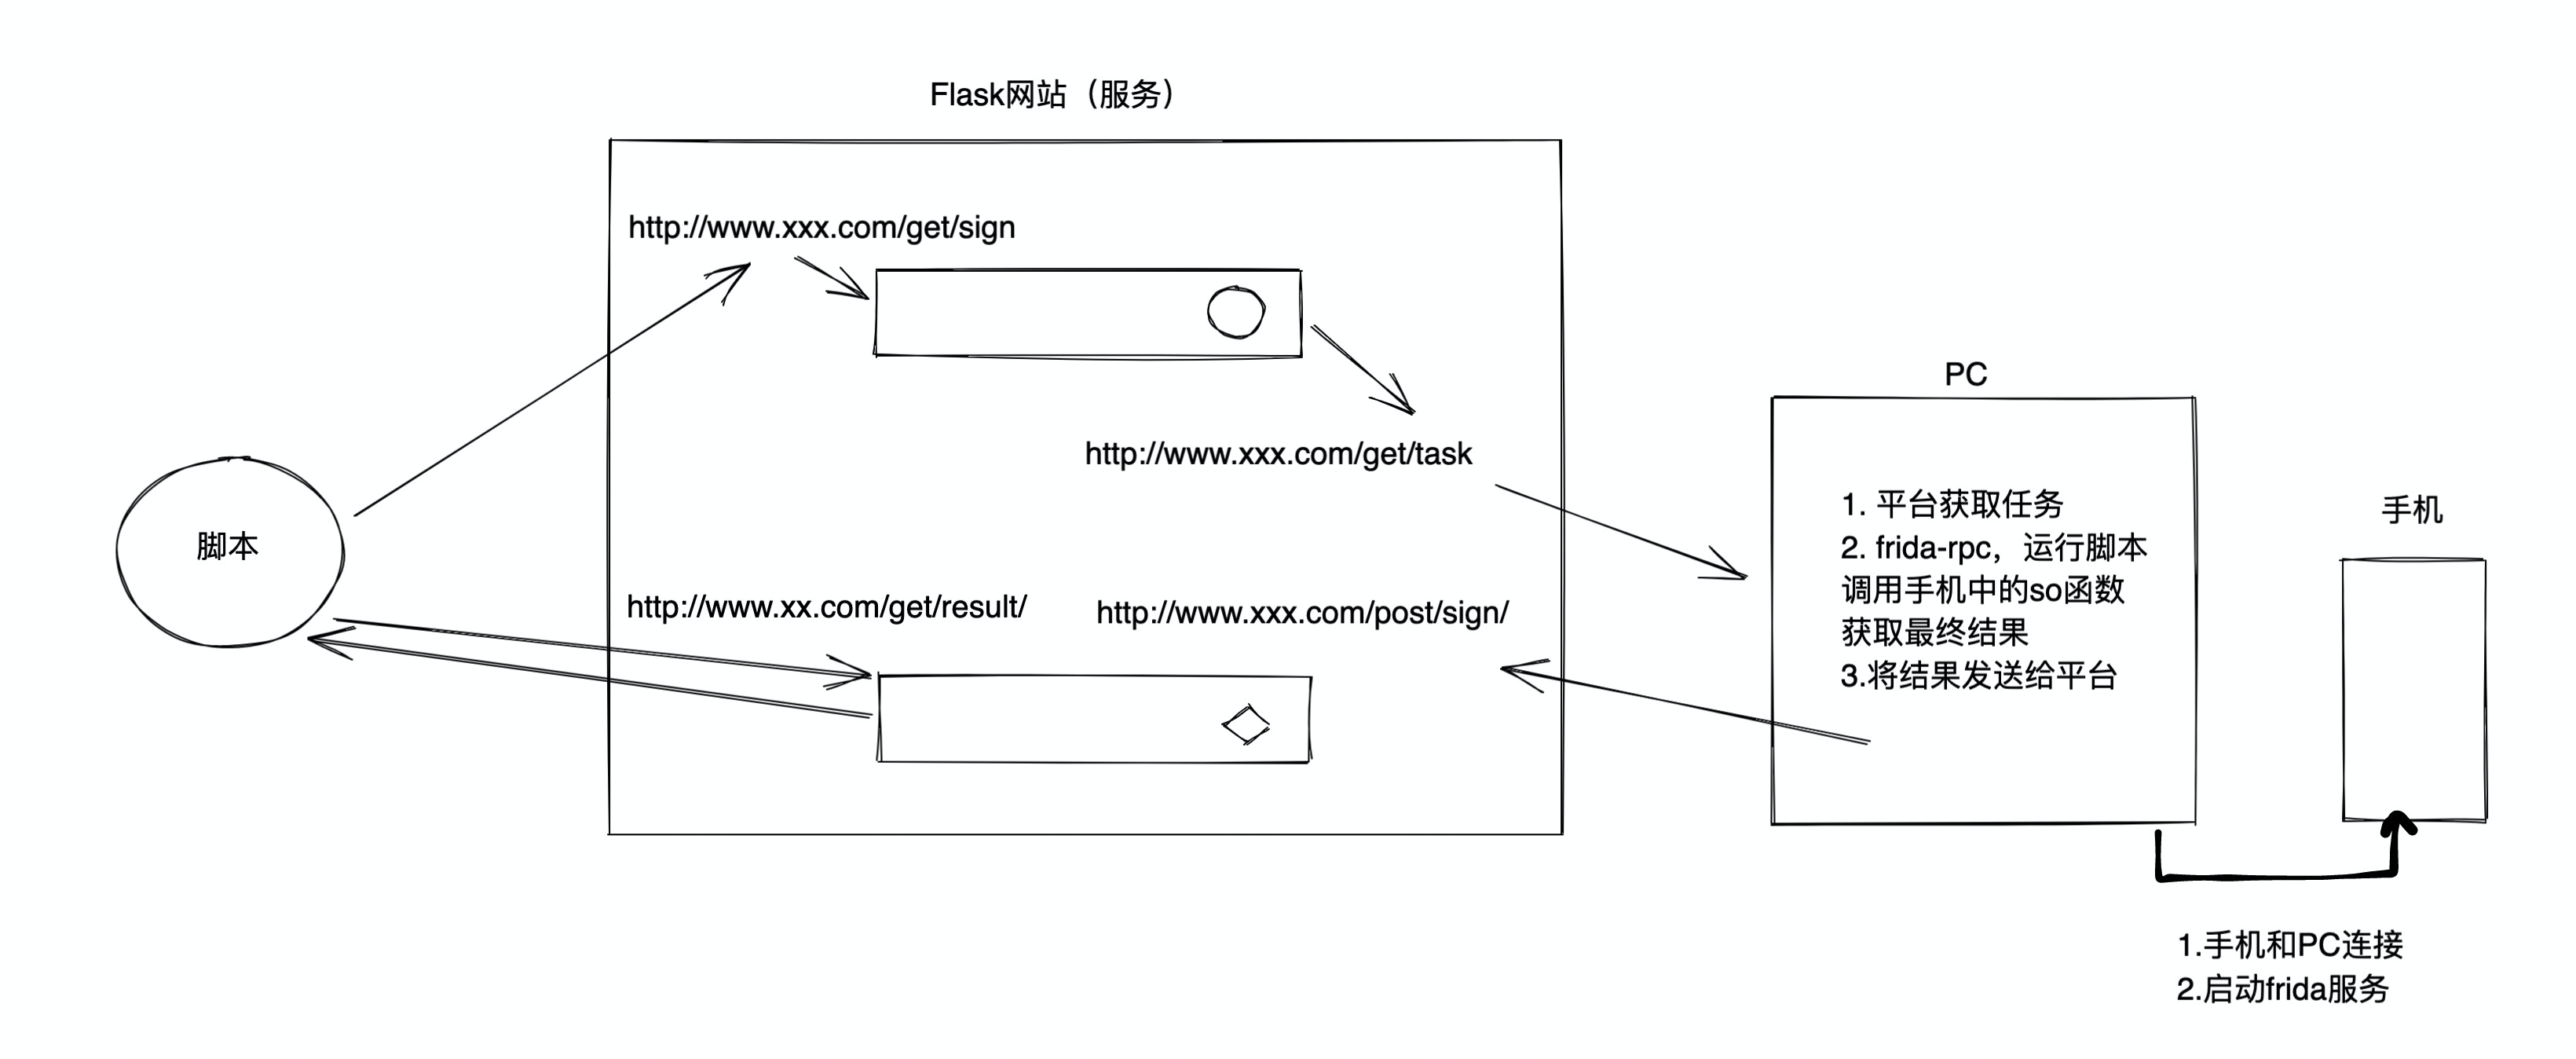 Flask网站（服务）
http://www.xxx.com/get/sign
http://www.xxx.com/get/task
脚本
http://www.xx.com/get/result/
http://www.xxx.com/post/sign/
PC
1. 平台获取任务
2. frida-rpc，运行脚本
调用手机中的so函数
获取最终结果
3.将结果发送给平台
手机
1.手机和PC连接
2.启动frida服务